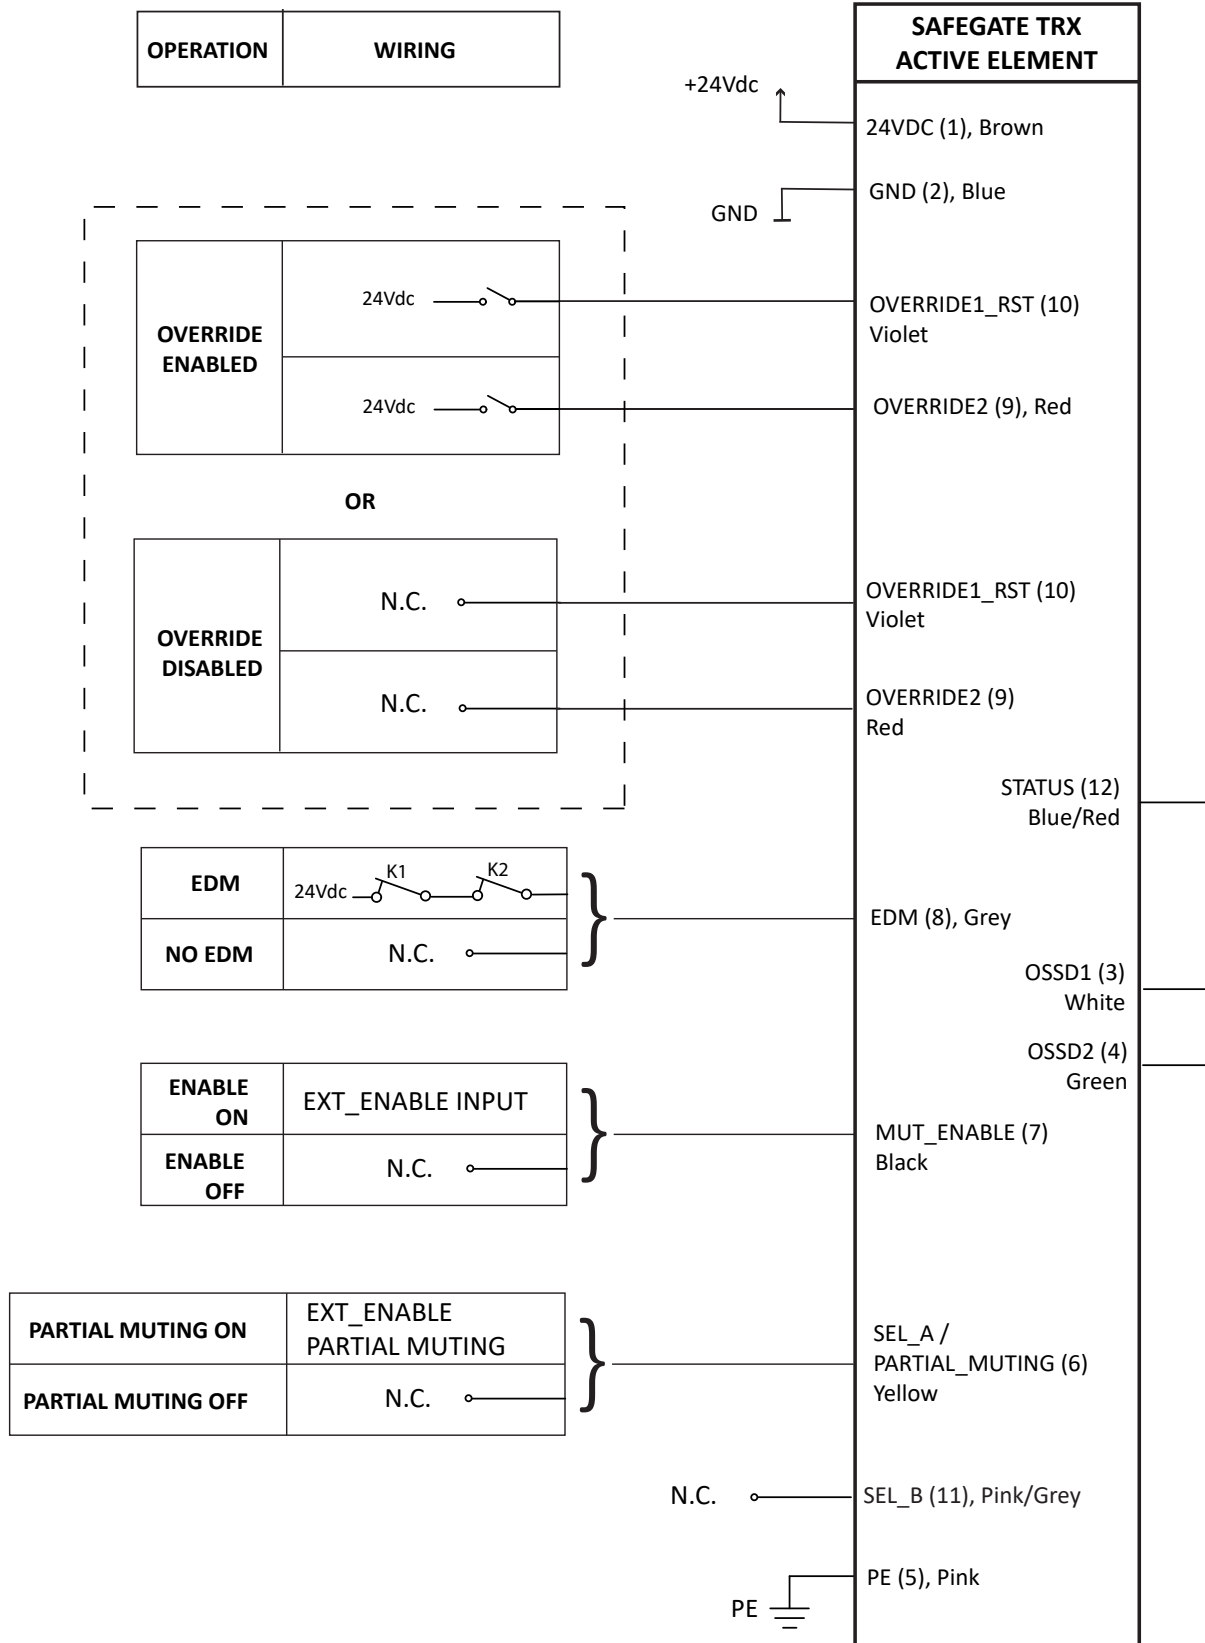 OPERATION
WIRING
SAFEGATE TRX
ACTIVE ELEMENT
+24Vdc
24VDC (1), Brown
GND
GND (2), Blue
OVERRIDE
ENABLED
24Vdc
OVERRIDE1_RST (10)
Violet
24Vdc
OVERRIDE2 (9), Red
OR
OVERRIDE
DISABLED
N.C.
OVERRIDE1_RST (10)
Violet
N.C.
OVERRIDE2 (9)
Red
STATUS (12)
Blue/Red
EDM
24Vdc
K1
K2
NO EDM
N.C.
EDM (8), Grey
OSSD1 (3)
White
OSSD2 (4)
Green
ENABLE
ON
EXT_ENABLE INPUT
ENABLE
OFF
N.C.
MUT_ENABLE (7)
Black
PARTIAL MUTING ON
EXT_ENABLE
PARTIAL MUTING
PARTIAL MUTING OFF
N.C.
SEL_A /
PARTIAL_MUTING (6)
Yellow
N.C.
SEL_B (11), Pink/Grey
PE
PE (5), Pink